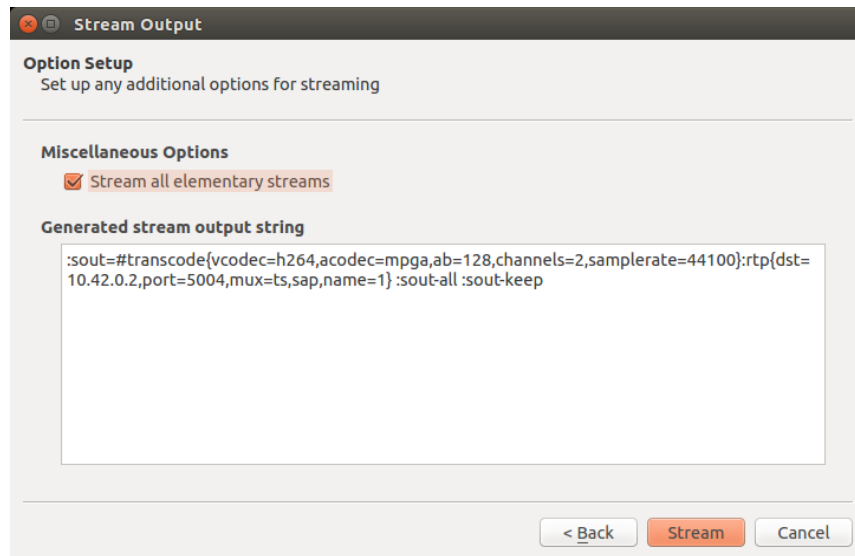 Stream Output
Option Setup
Set up any additional options for streaming
Miscellaneous Options
Stream all elementary streams
Generated stream output string
:sout=#transcode{vcodec=h264,acodec=mpga,ab=128,channels=2,samplerate=44100}:rtp{dst=
10.42.0.2,port=5004,mux=ts,sap,name=1} :sout-all :sout-keep
< Back
Stream
Cancel